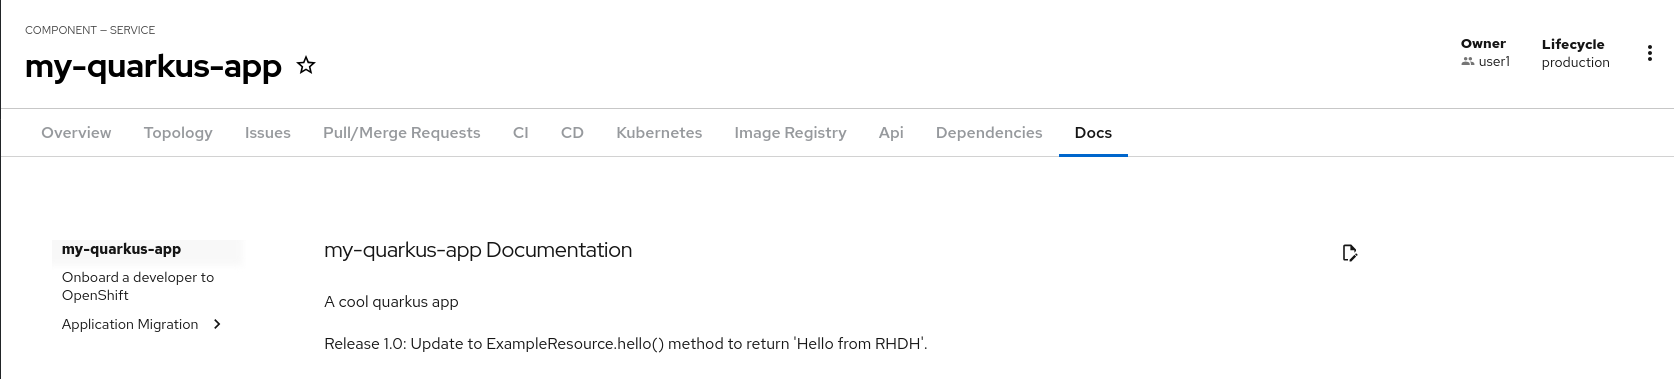 COMPONENT — SERVICE
my-quarkus-app
Owner
user1
Lifecycle
production
Overview Topology Issues Pull/Merge Requests CI CD Kubernetes Image Registry Api Dependencies Docs
my-quarkus-app
Onboard a developer to
OpenShift
Application Migration
my-quarkus-app Documentation
A cool quarkus app
Release 1.0: Update to ExampleResource.hello() method to return 'Hello from RHDH'.